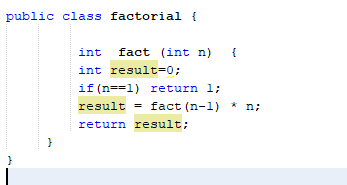 public class factorial {
int fact (int n) {
int result=0;
if(n==1) return 1;
result = fact(n-1) * n;
return result;
}
}